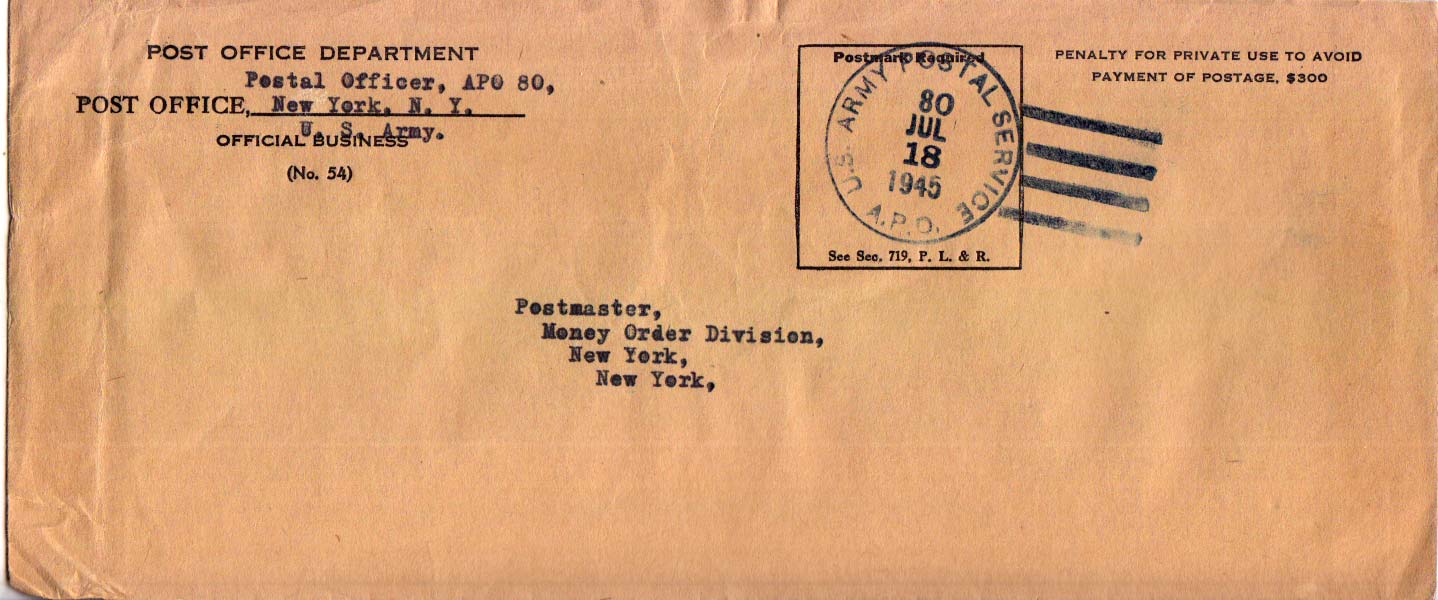 POST OFFICE DEPARTMENT
Postal Officer, APO 80,
POST OFFICE, New York, N. Y.
U. S. Army.
OFFICIAL BUSINESS
(No. 54)
Postmark Required
U.S. ARMY POSTAL SERVICE
80
JUL
18
1945
A.P.O.
See Sec. 719, P. L. & R.
PENALTY FOR PRIVATE USE TO AVOID
PAYMENT OF POSTAGE, $300
Postmaster,
Money Order Division,
New York,
New York,